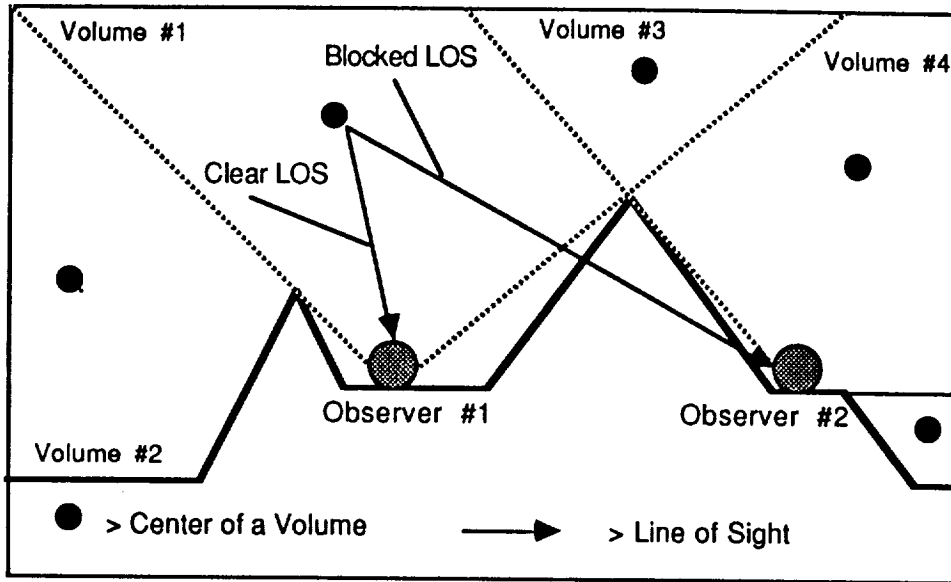 Volume #1
Volume #3
Blocked LOS
Volume #4
Clear LOS
Observer #1
Observer #2
Volume #2
> Center of a Volume
> Line of Sight